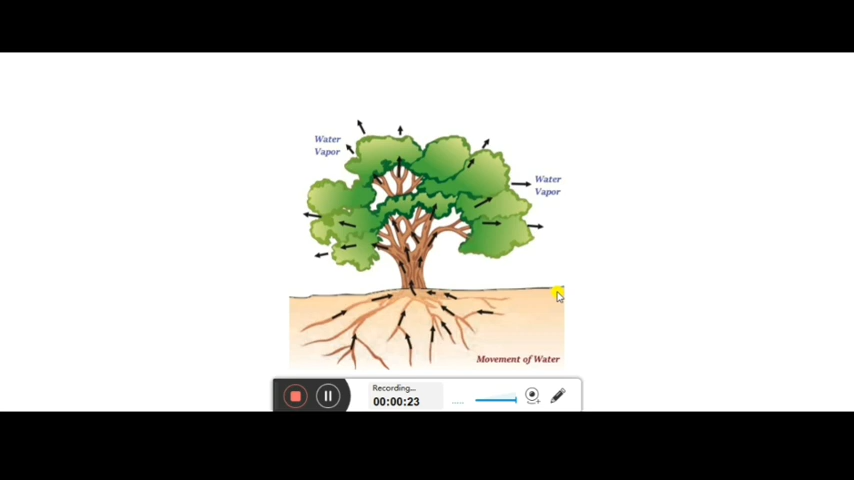 Water
Vapor
Water
Vapor
Movement of Water
Recording...
00:00:23